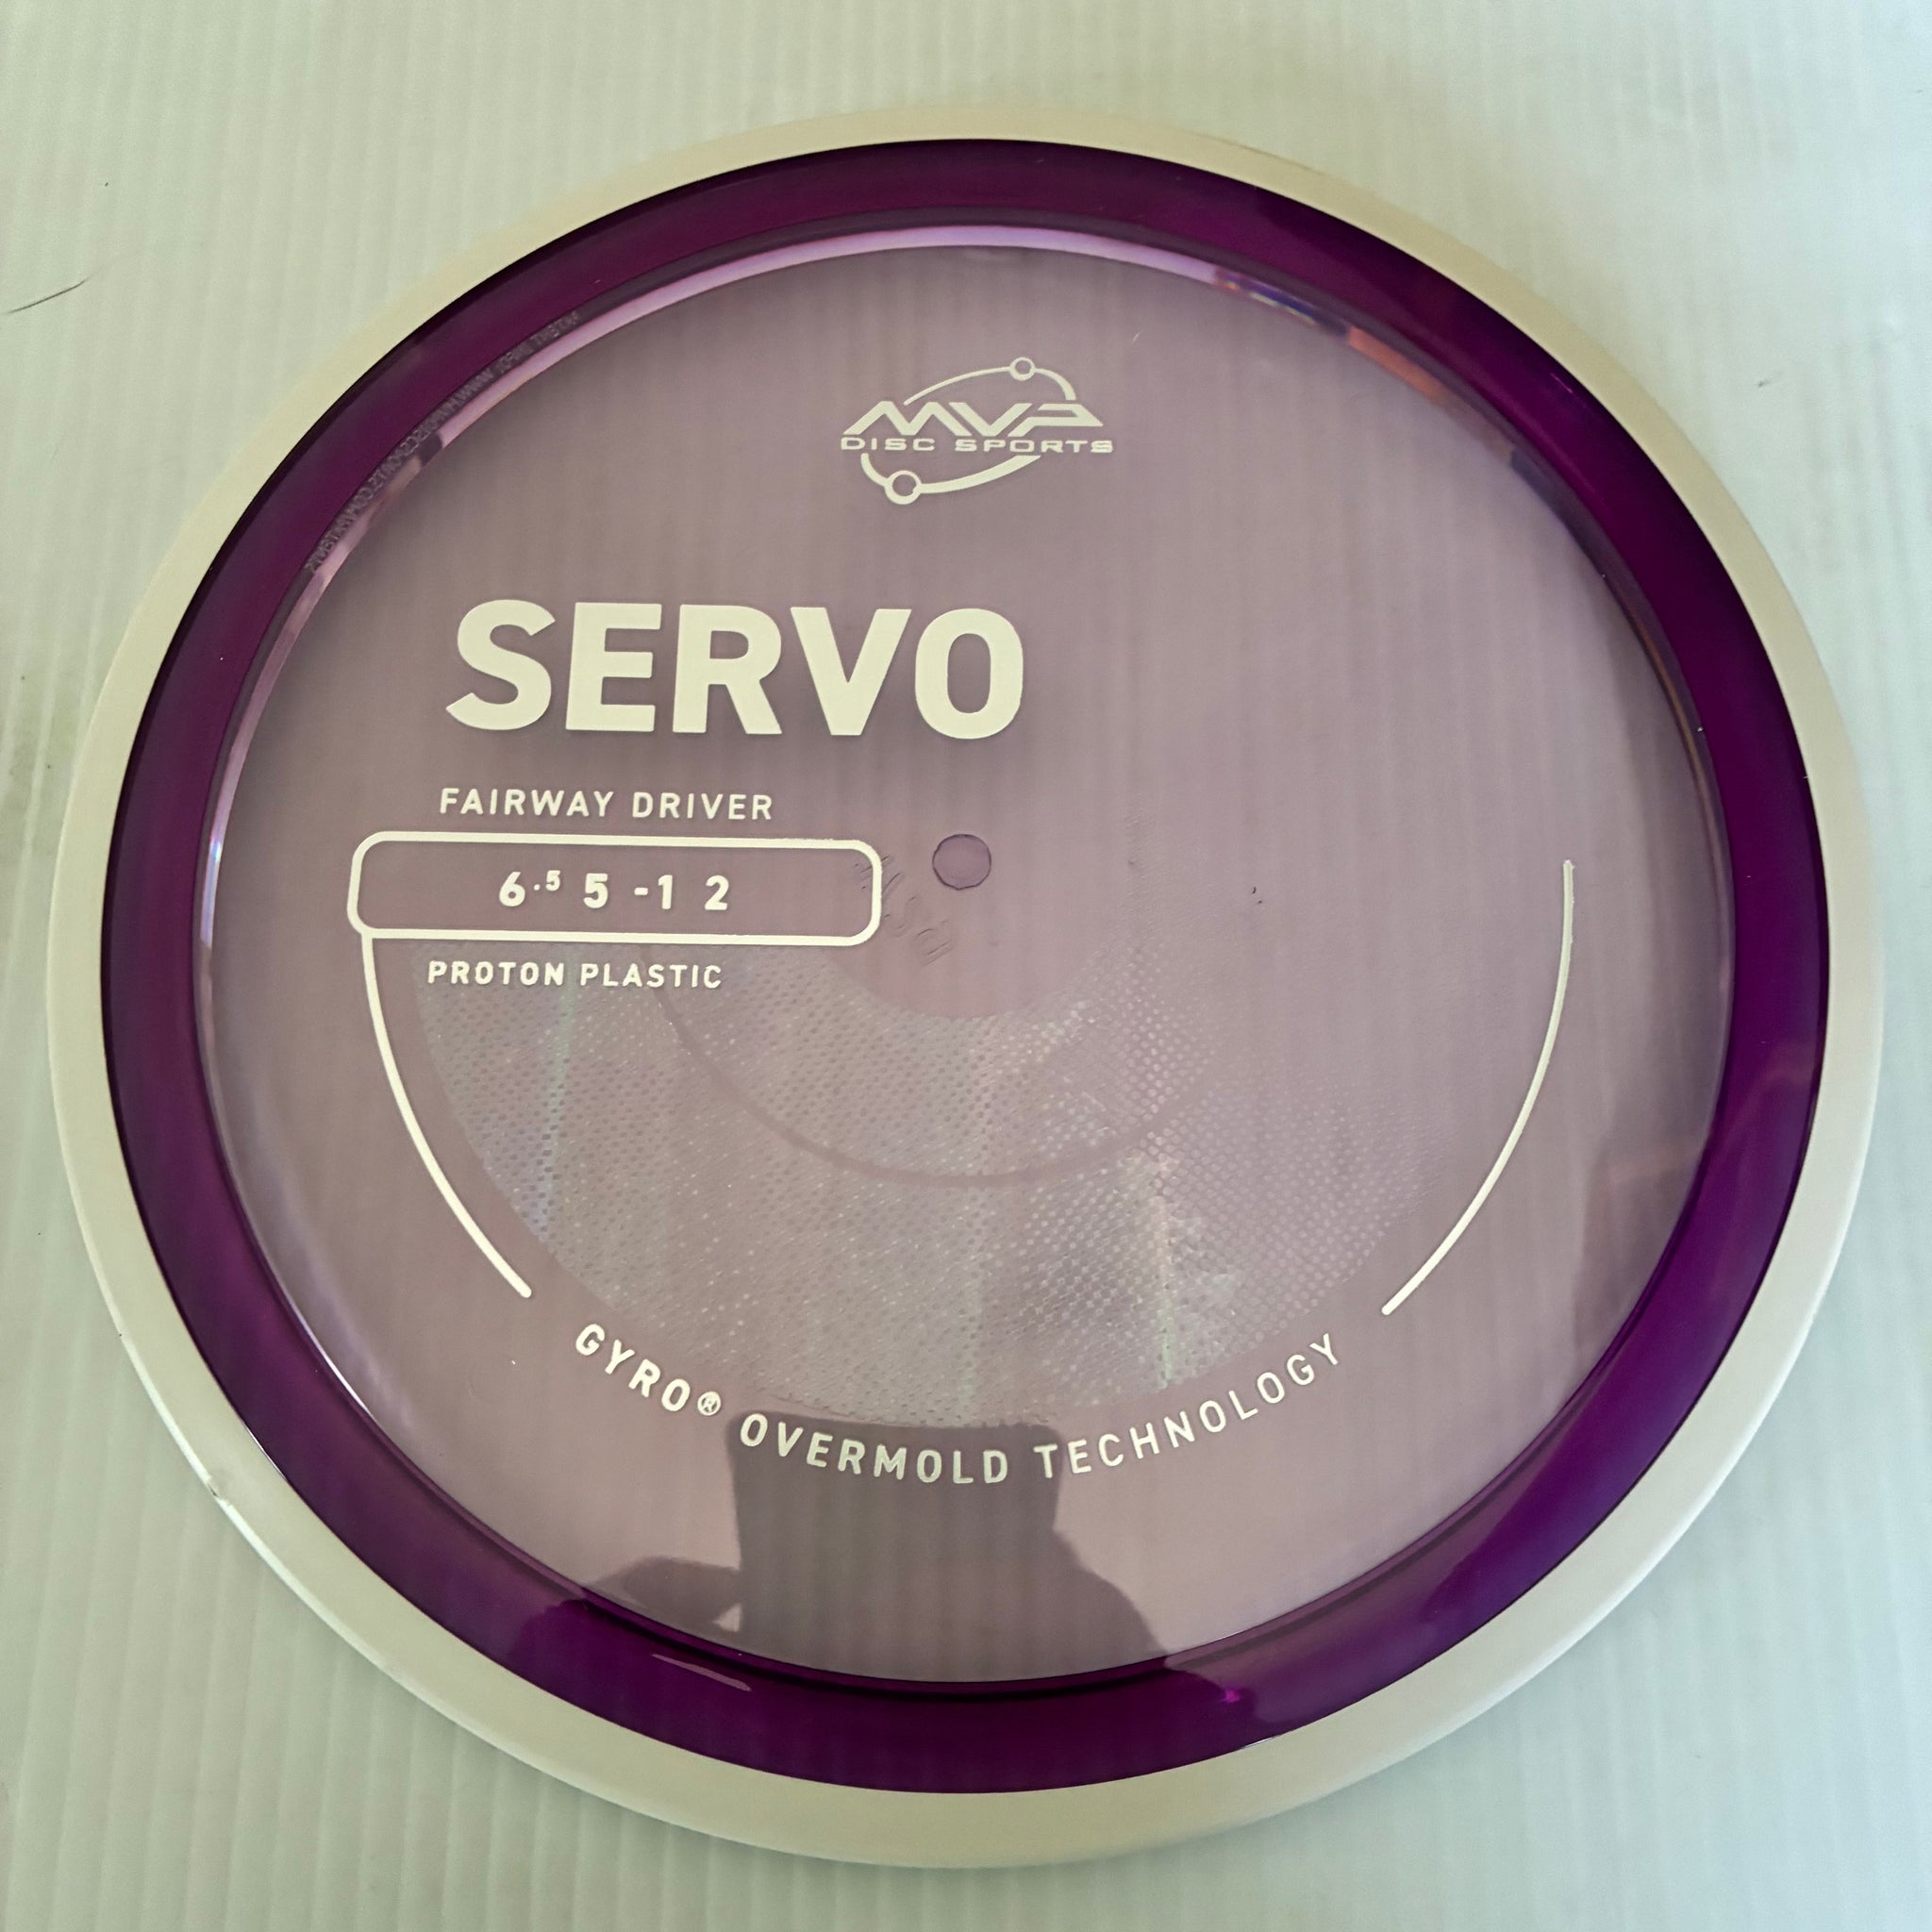 MVP
DISC SPORTS
SERVO
FAIRWAY DRIVER
6.5 5 -1 2
PROTON PLASTIC
GYRO® OVERMOLD TECHNOLOGY